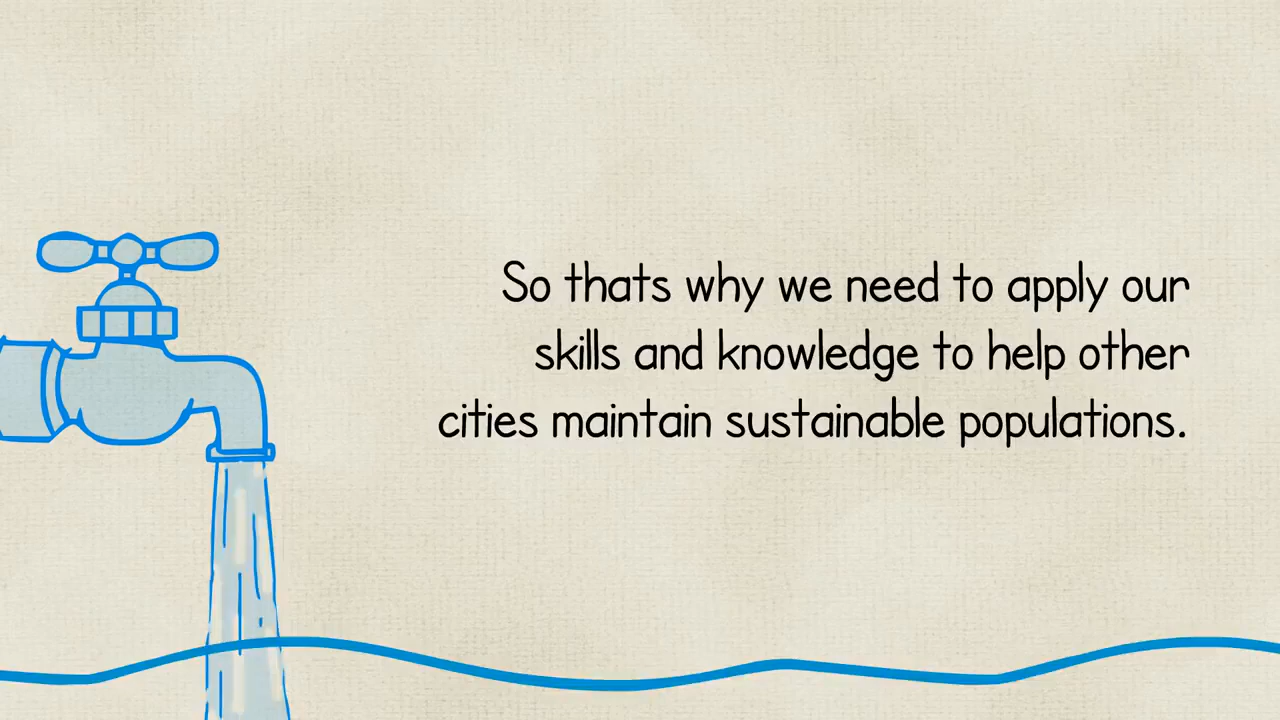 So thats why we need to apply our
skills and knowledge to help other
cities maintain sustainable populations.